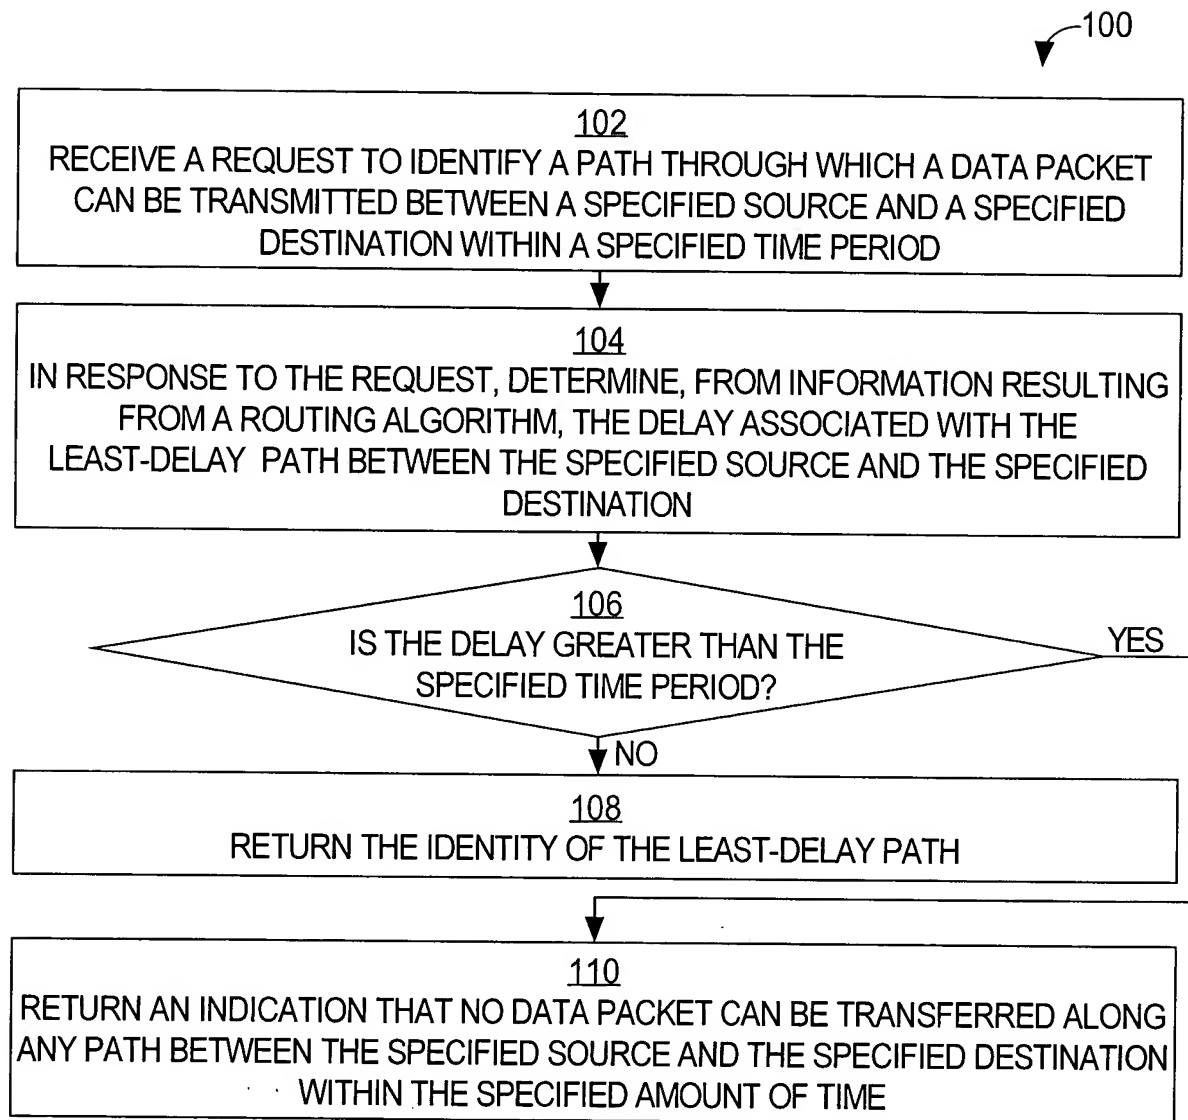 100
102
RECEIVE A REQUEST TO IDENTIFY A PATH THROUGH WHICH A DATA PACKET
CAN BE TRANSMITTED BETWEEN A SPECIFIED SOURCE AND A SPECIFIED
DESTINATION WITHIN A SPECIFIED TIME PERIOD
104
IN RESPONSE TO THE REQUEST, DETERMINE, FROM INFORMATION RESULTING
FROM A ROUTING ALGORITHM, THE DELAY ASSOCIATED WITH THE
LEAST-DELAY PATH BETWEEN THE SPECIFIED SOURCE AND THE SPECIFIED
DESTINATION
106
IS THE DELAY GREATER THAN THE
SPECIFIED TIME PERIOD?
YES
NO
108
RETURN THE IDENTITY OF THE LEAST-DELAY PATH
110
RETURN AN INDICATION THAT NO DATA PACKET CAN BE TRANSFERRED ALONG
ANY PATH BETWEEN THE SPECIFIED SOURCE AND THE SPECIFIED DESTINATION
WITHIN THE SPECIFIED AMOUNT OF TIME